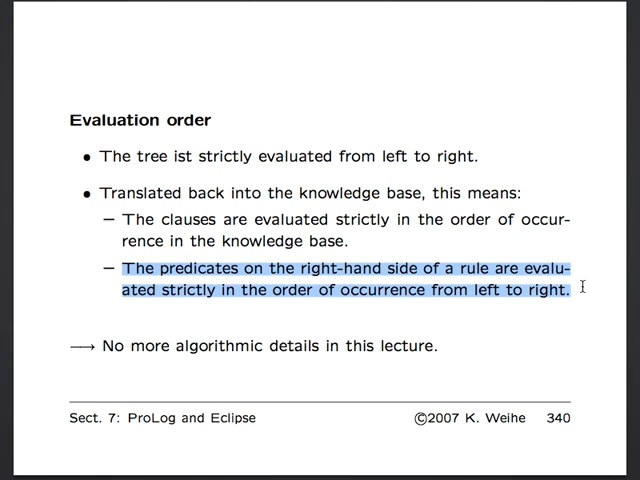 Evaluation order
● The tree ist strictly evaluated from left to right.
● Translated back into the knowledge base, this means:
− The clauses are evaluated strictly in the order of occur-
rence in the knowledge base.
− The predicates on the right-hand side of a rule are evalu-
ated strictly in the order of occurrence from left to right.
⟶ No more algorithmic details in this lecture.
Sect. 7: ProLog and Eclipse ©2007 K. Weihe 340